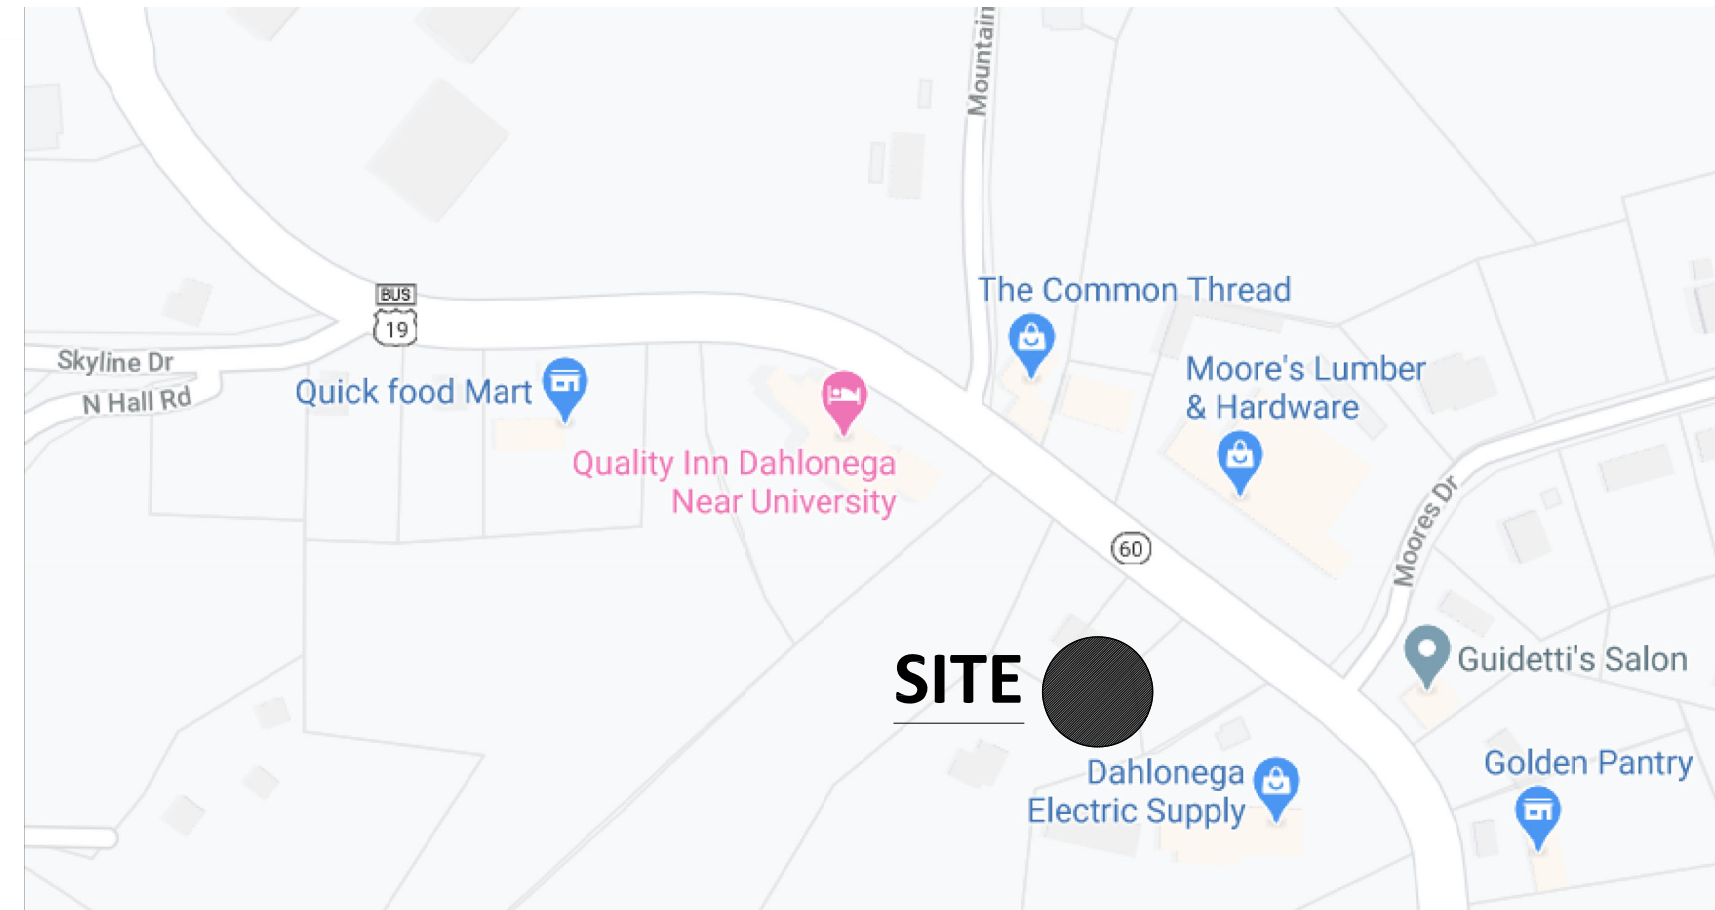 Mountain
The Common Thread
BUS
19
Skyline Dr
N Hall Rd
Quick food Mart
Moore's Lumber
& Hardware
Quality Inn Dahlonega
Near University
Moores Dr
60
SITE
Guidetti's Salon
Dahlonega
Electric Supply
Golden Pantry